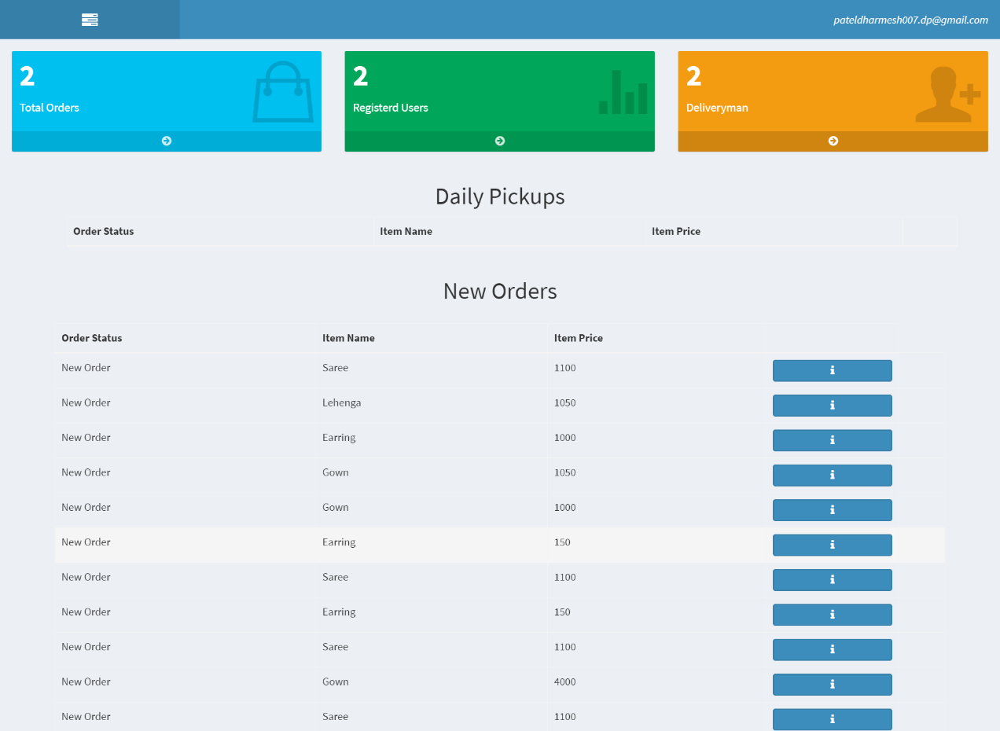 pateldharmesh007.dp@gmail.com
2 2 2
Total Orders Registerd Users Deliveryman
Daily Pickups
Order Status Item Name Item Price
New Orders
Order Status Item Name Item Price
New Order Saree 1100
New Order Lehenga 1050
New Order Earring 1000
New Order Gown 1050
New Order Gown 1000
New Order Earring 150
New Order Saree 1100
New Order Earring 150
New Order Saree 1100
New Order Gown 4000
New Order Saree 1100